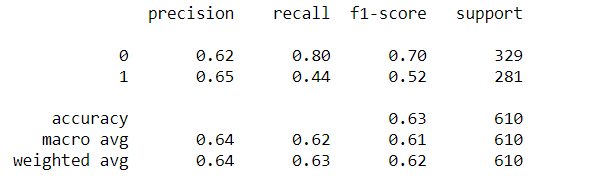 precision recall f1-score support
0 0.62 0.80 0.70 329
1 0.65 0.44 0.52 281
accuracy 0.63 610
macro avg 0.64 0.62 0.61 610
weighted avg 0.64 0.63 0.62 610